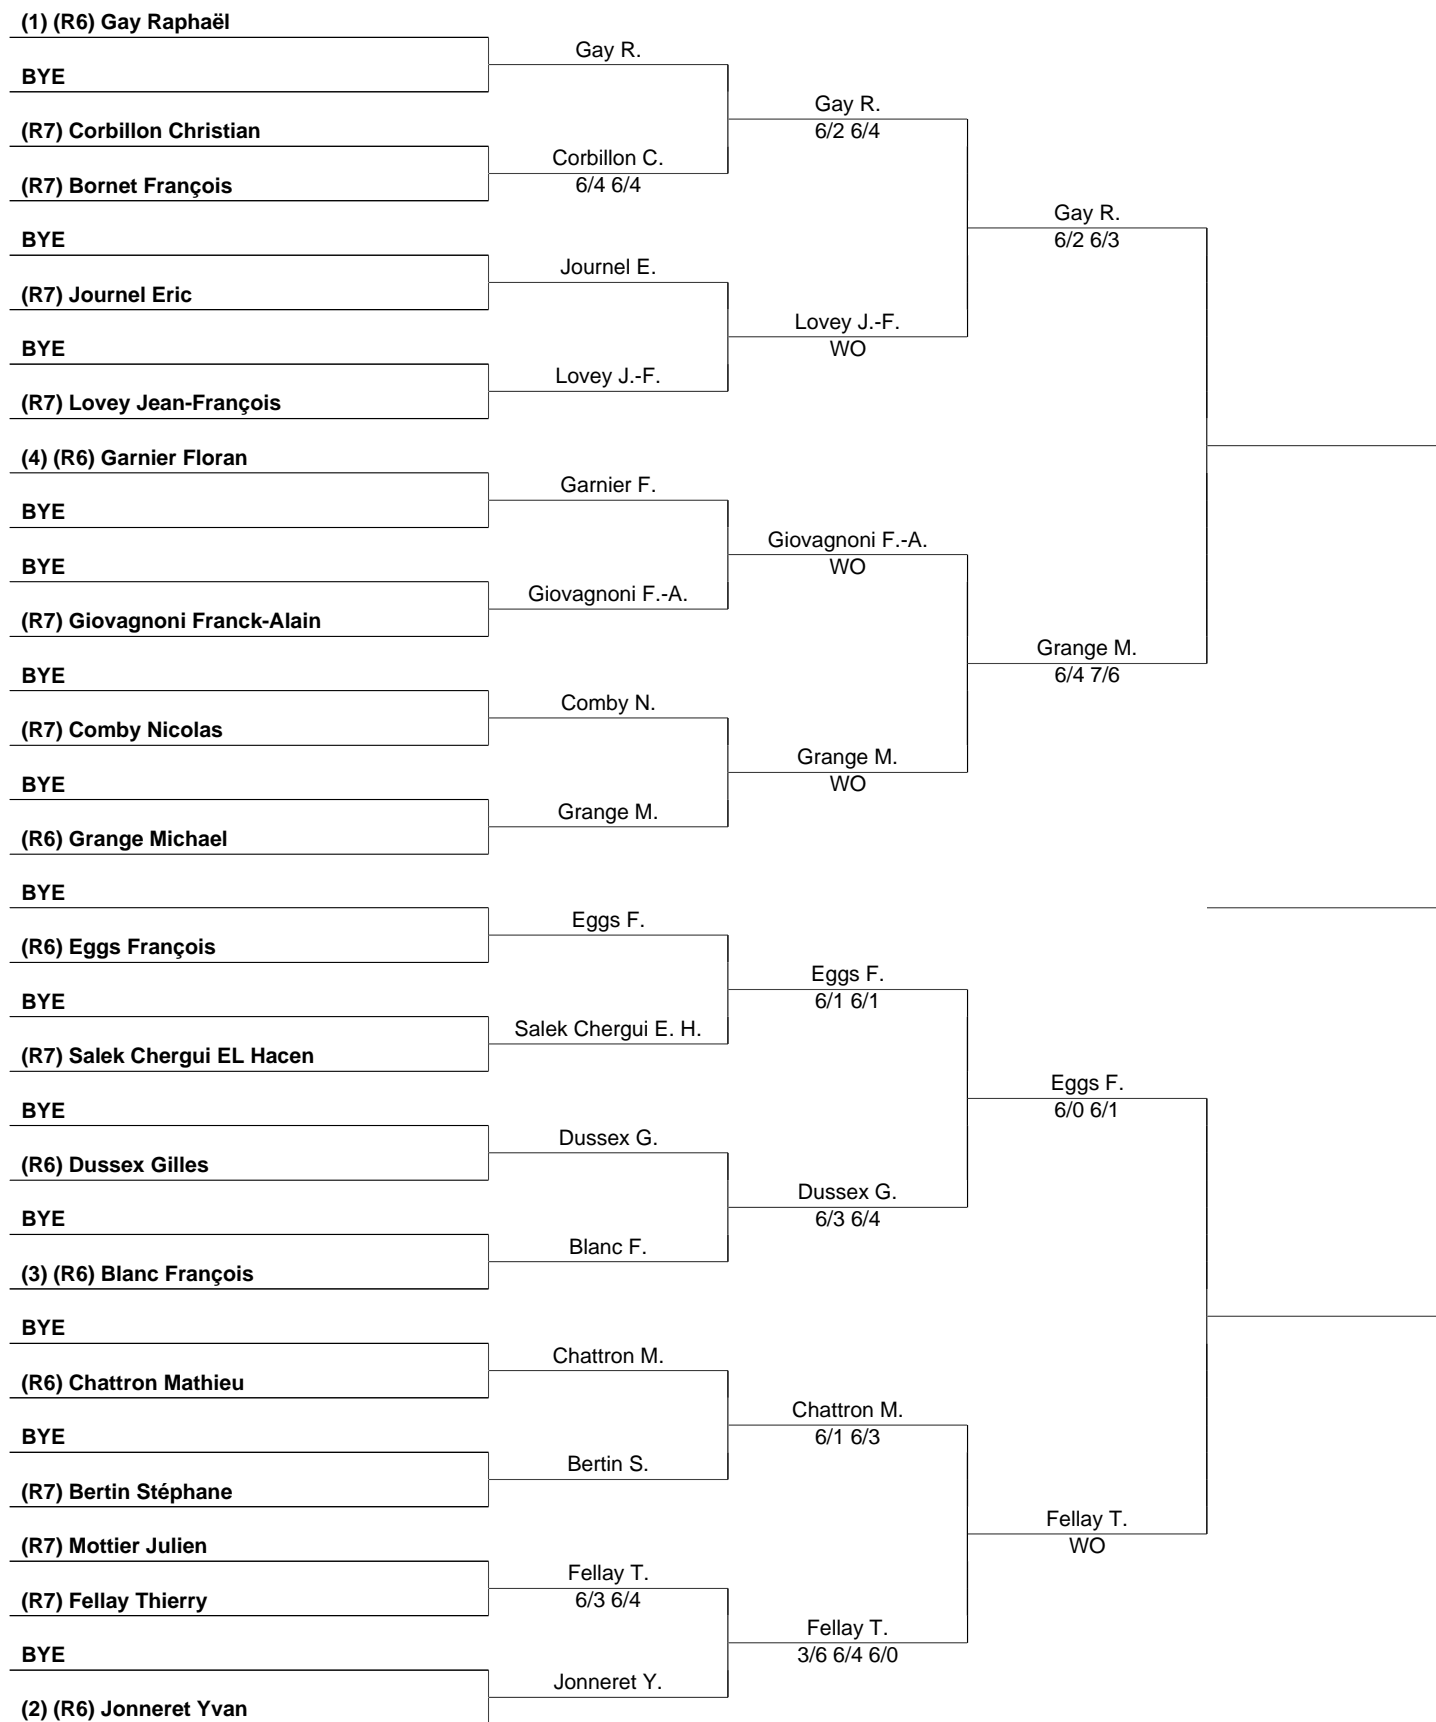 (1) (R6) Gay Raphaël
BYE
(R7) Corbillon Christian
(R7) Bornet François
BYE
(R7) Journel Eric
BYE
(R7) Lovey Jean-François
(4) (R6) Garnier Floran
BYE
BYE
(R7) Giovagnoni Franck-Alain
BYE
(R7) Comby Nicolas
BYE
(R6) Grange Michael
BYE
(R6) Eggs François
BYE
(R7) Salek Chergui EL Hacen
BYE
(R6) Dussex Gilles
BYE
(3) (R6) Blanc François
BYE
(R6) Chattron Mathieu
BYE
(R7) Bertin Stéphane
(R7) Mottier Julien
(R7) Fellay Thierry
BYE
(2) (R6) Jonneret Yvan
Gay R.
Corbillon C.
6/4 6/4
Journel E.
Lovey J.-F.
Garnier F.
Giovagnoni F.-A.
Comby N.
Grange M.
Eggs F.
Salek Chergui E. H.
Dussex G.
Blanc F.
Chattron M.
Bertin S.
Fellay T.
6/3 6/4
Jonneret Y.
Gay R.
6/2 6/4
Lovey J.-F.
WO
Giovagnoni F.-A.
WO
Grange M.
WO
Eggs F.
6/1 6/1
Dussex G.
6/3 6/4
Chattron M.
6/1 6/3
Fellay T.
3/6 6/4 6/0
Gay R.
6/2 6/3
Grange M.
6/4 7/6
Eggs F.
6/0 6/1
Fellay T.
WO